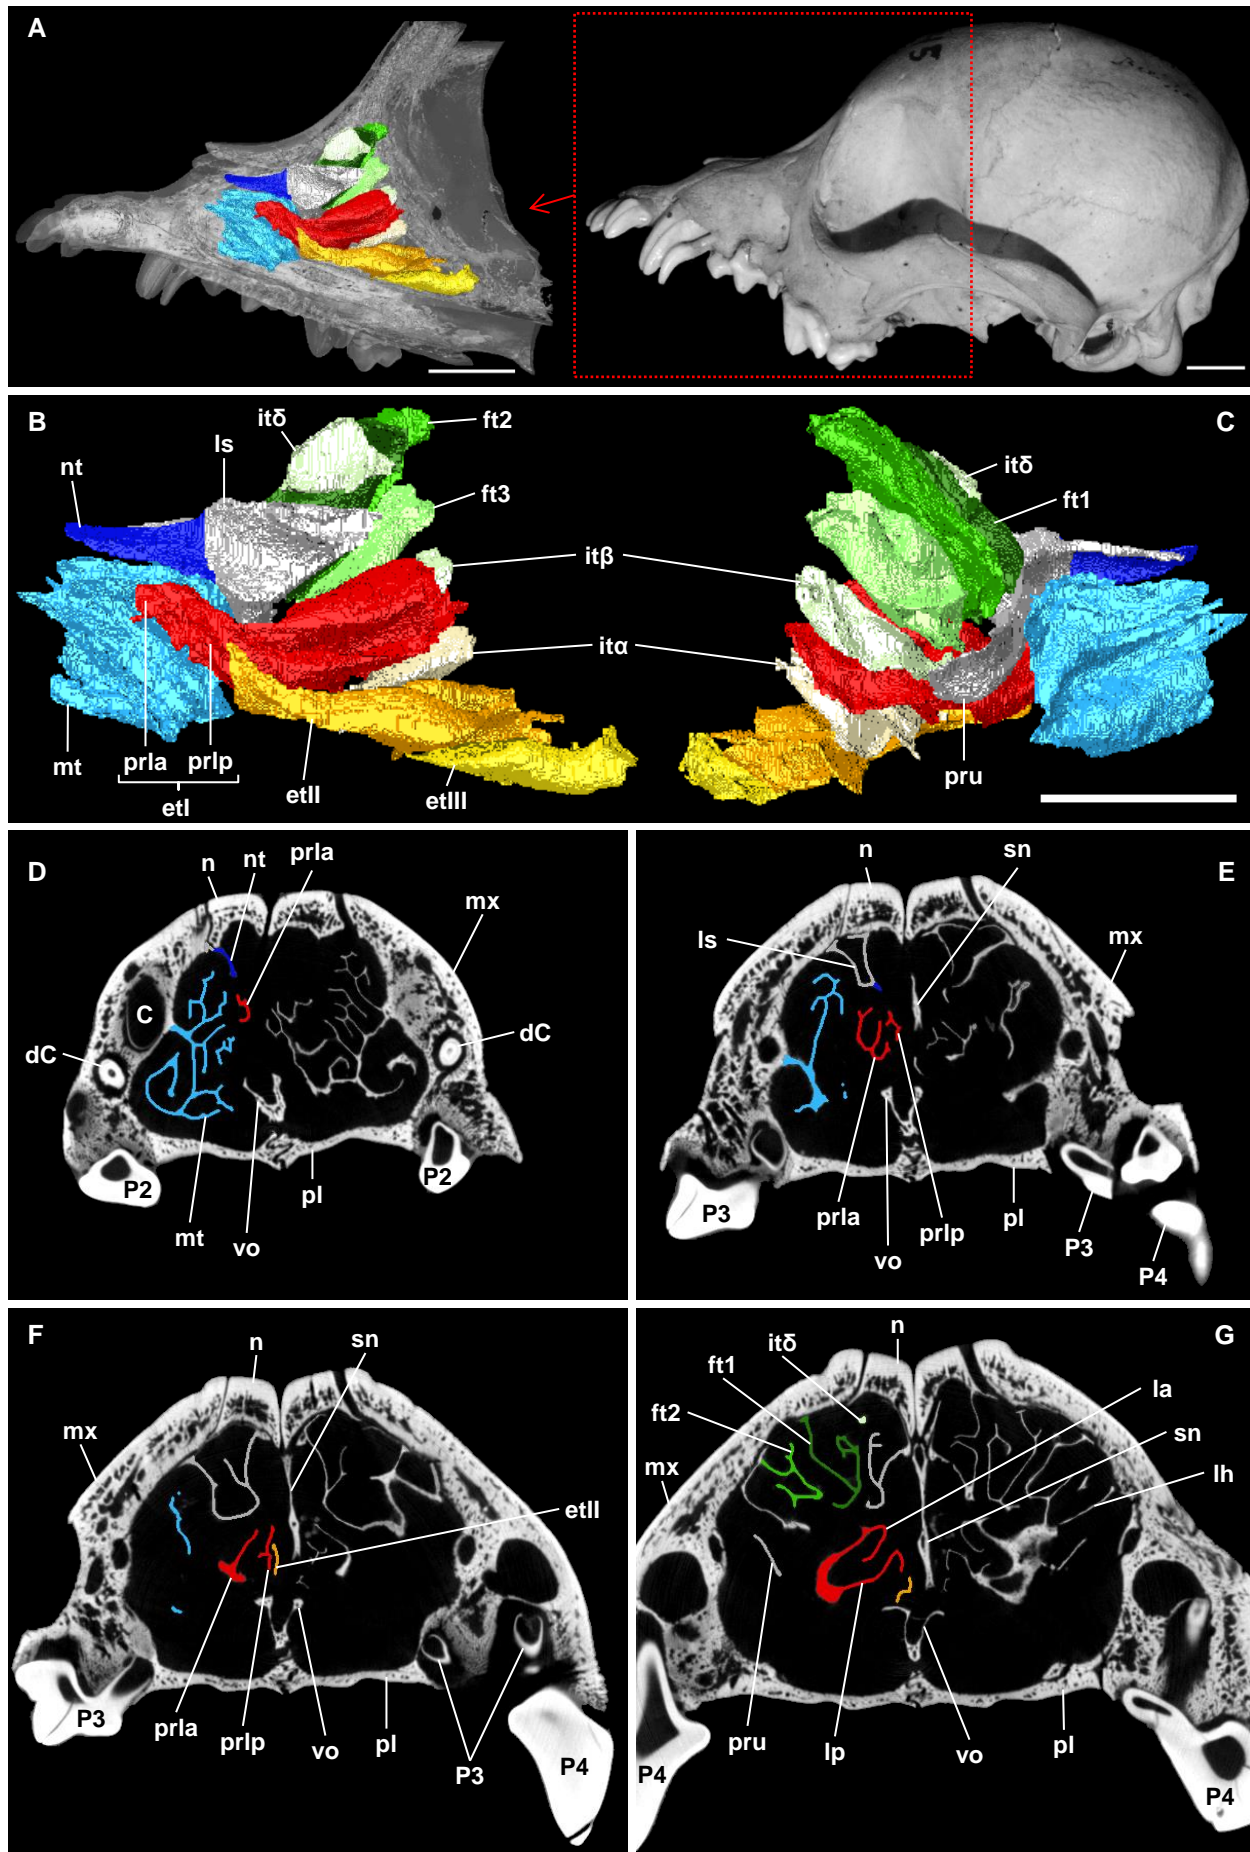 A
B
C
itδ
ft2
ls
nt
ft3
itδ
ft1
itβ
itα
mt
prla
prlp
etI
etII
etIII
pru
D
n
nt
prla
mx
C
dC
dC
P2
P2
mt
vo
pl
E
n
sn
ls
mx
P3
prla
vo
prlp
pl
P3
P4
F
n
sn
mx
etII
P3
prla
prlp
vo
pl
P3
P4
G
n
itδ
ft1
ft2
la
sn
mx
lh
pru
lp
vo
pl
P4
P4